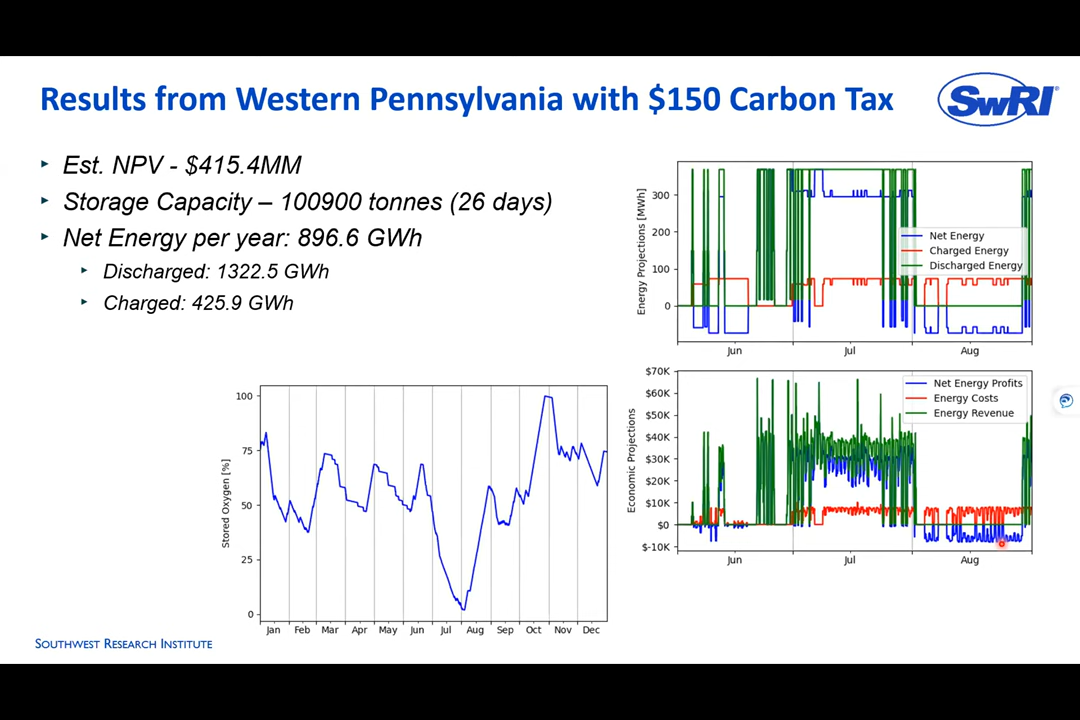 Results from Western Pennsylvania with $150 Carbon Tax
SwRI®
Est. NPV - $415.4MM
Storage Capacity – 100900 tonnes (26 days)
Net Energy per year: 896.6 GWh
Discharged: 1322.5 GWh
Charged: 425.9 GWh
Energy Projections [MWh]
300
200
100
0
Net Energy
Charged Energy
Discharged Energy
Jun Jul Aug
Economic Projections
$70K
$60K
$50K
$40K
$30K
$20K
$10K
$0
$-10K
Net Energy Profits
Energy Costs
Energy Revenue
Jun Jul Aug
Stored Oxygen [%]
100
75
50
25
0
Jan Feb Mar Apr May Jun Jul Aug Sep Oct Nov Dec
SOUTHWEST RESEARCH INSTITUTE